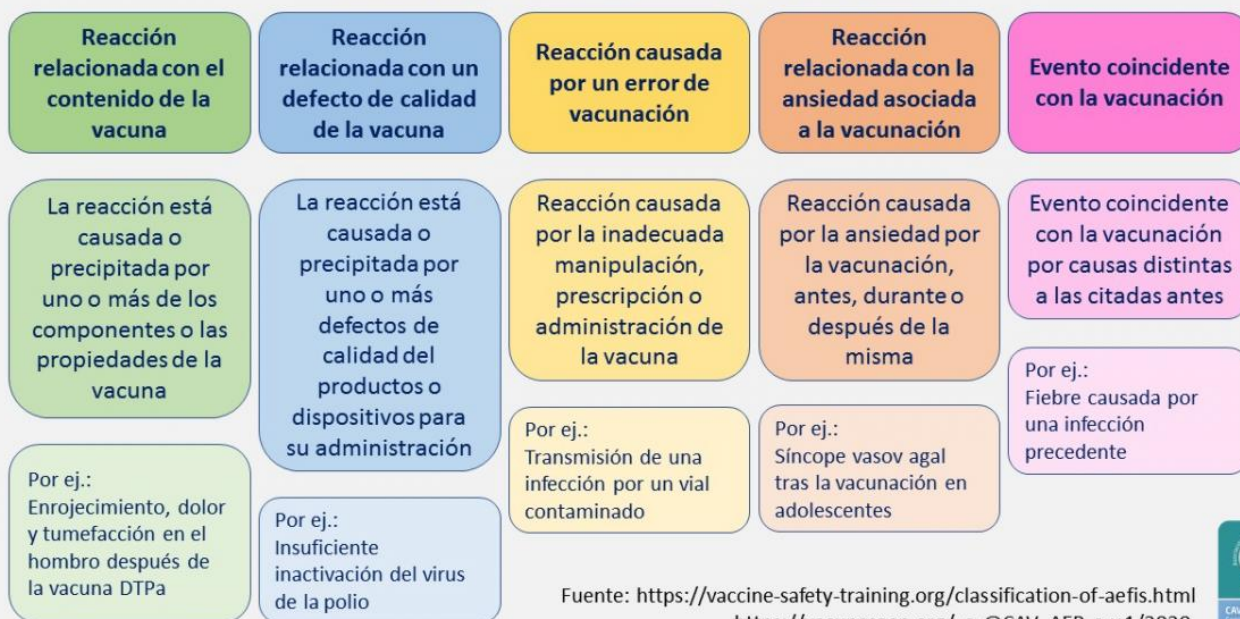 Reacción
relacionada con el
contenido de la
vacuna
La reacción está
causada o
precipitada por
uno o más de los
componentes o las
propiedades de la
vacuna
Por ej.:
Enrojecimiento, dolor
y tumefacción en el
hombro después de
la vacuna DTPa
Reacción
relacionada con un
defecto de calidad
de la vacuna
La reacción está
causada o
precipitada por
uno o más
defectos de
calidad del
productos o
dispositivos para
su administración
Por ej.:
Insuficiente
inactivación del virus
de la polio
Reacción causada
por un error de
vacunación
Reacción causada
por la inadecuada
manipulación,
prescripción o
administración de
la vacuna
Por ej.:
Transmisión de una
infección por un vial
contaminado
Reacción
relacionada con la
ansiedad asociada
a la vacunación
Reacción causada
por la ansiedad por
la vacunación,
antes, durante o
después de la
misma
Por ej.:
Síncope vasov agal
tras la vacunación en
adolescentes
Evento coincidente
con la vacunación
Evento coincidente
con la vacunación
por causas distintas
a las citadas antes
Por ej.:
Fiebre causada por
una infección
precedente
Fuente: https://vaccine-safety-training.org/classification-of-aefis.html